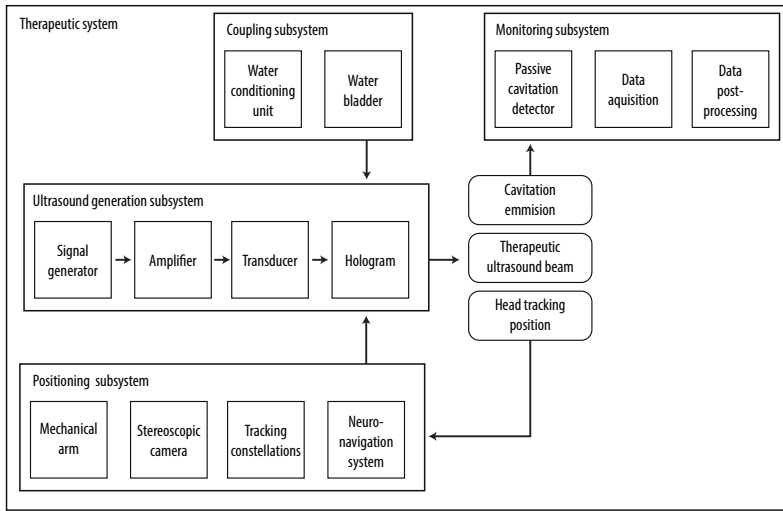 Therapeutic system
Coupling subsystem
Water
conditioning
unit
Water
bladder
Monitoring subsystem
Passive
cavitation
detector
Data
aquisition
Data
post-
processing
Ultrasound generation subsystem
Signal
generator
Amplifier
Transducer
Hologram
Cavitation
emmision
Therapeutic
ultrasound beam
Head tracking
position
Positioning subsystem
Mechanical
arm
Stereoscopic
camera
Tracking
constellations
Neuro-
navigation
system